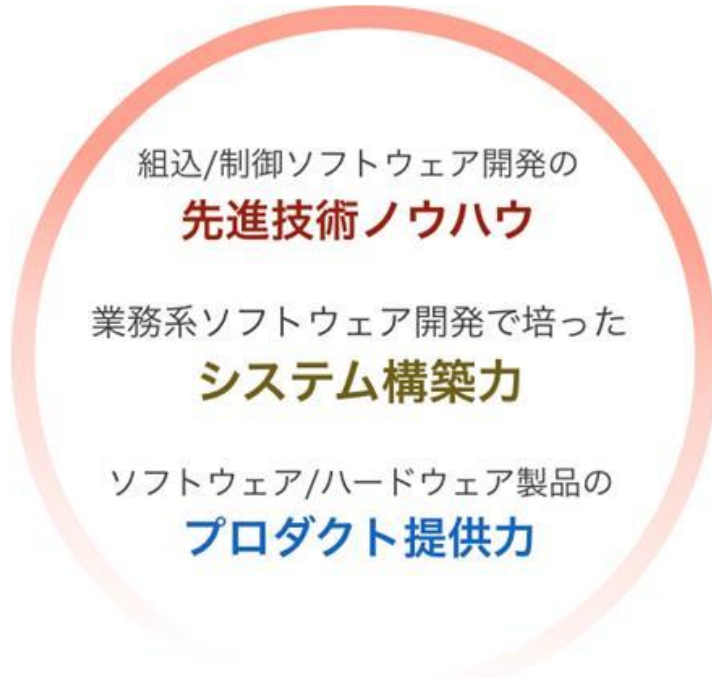 組込/制御ソフトウェア開発の
先進技術ノウハウ
業務系ソフトウェア開発で培った
システム構築力
ソフトウェア/ハードウェア製品の
プロダクト提供力